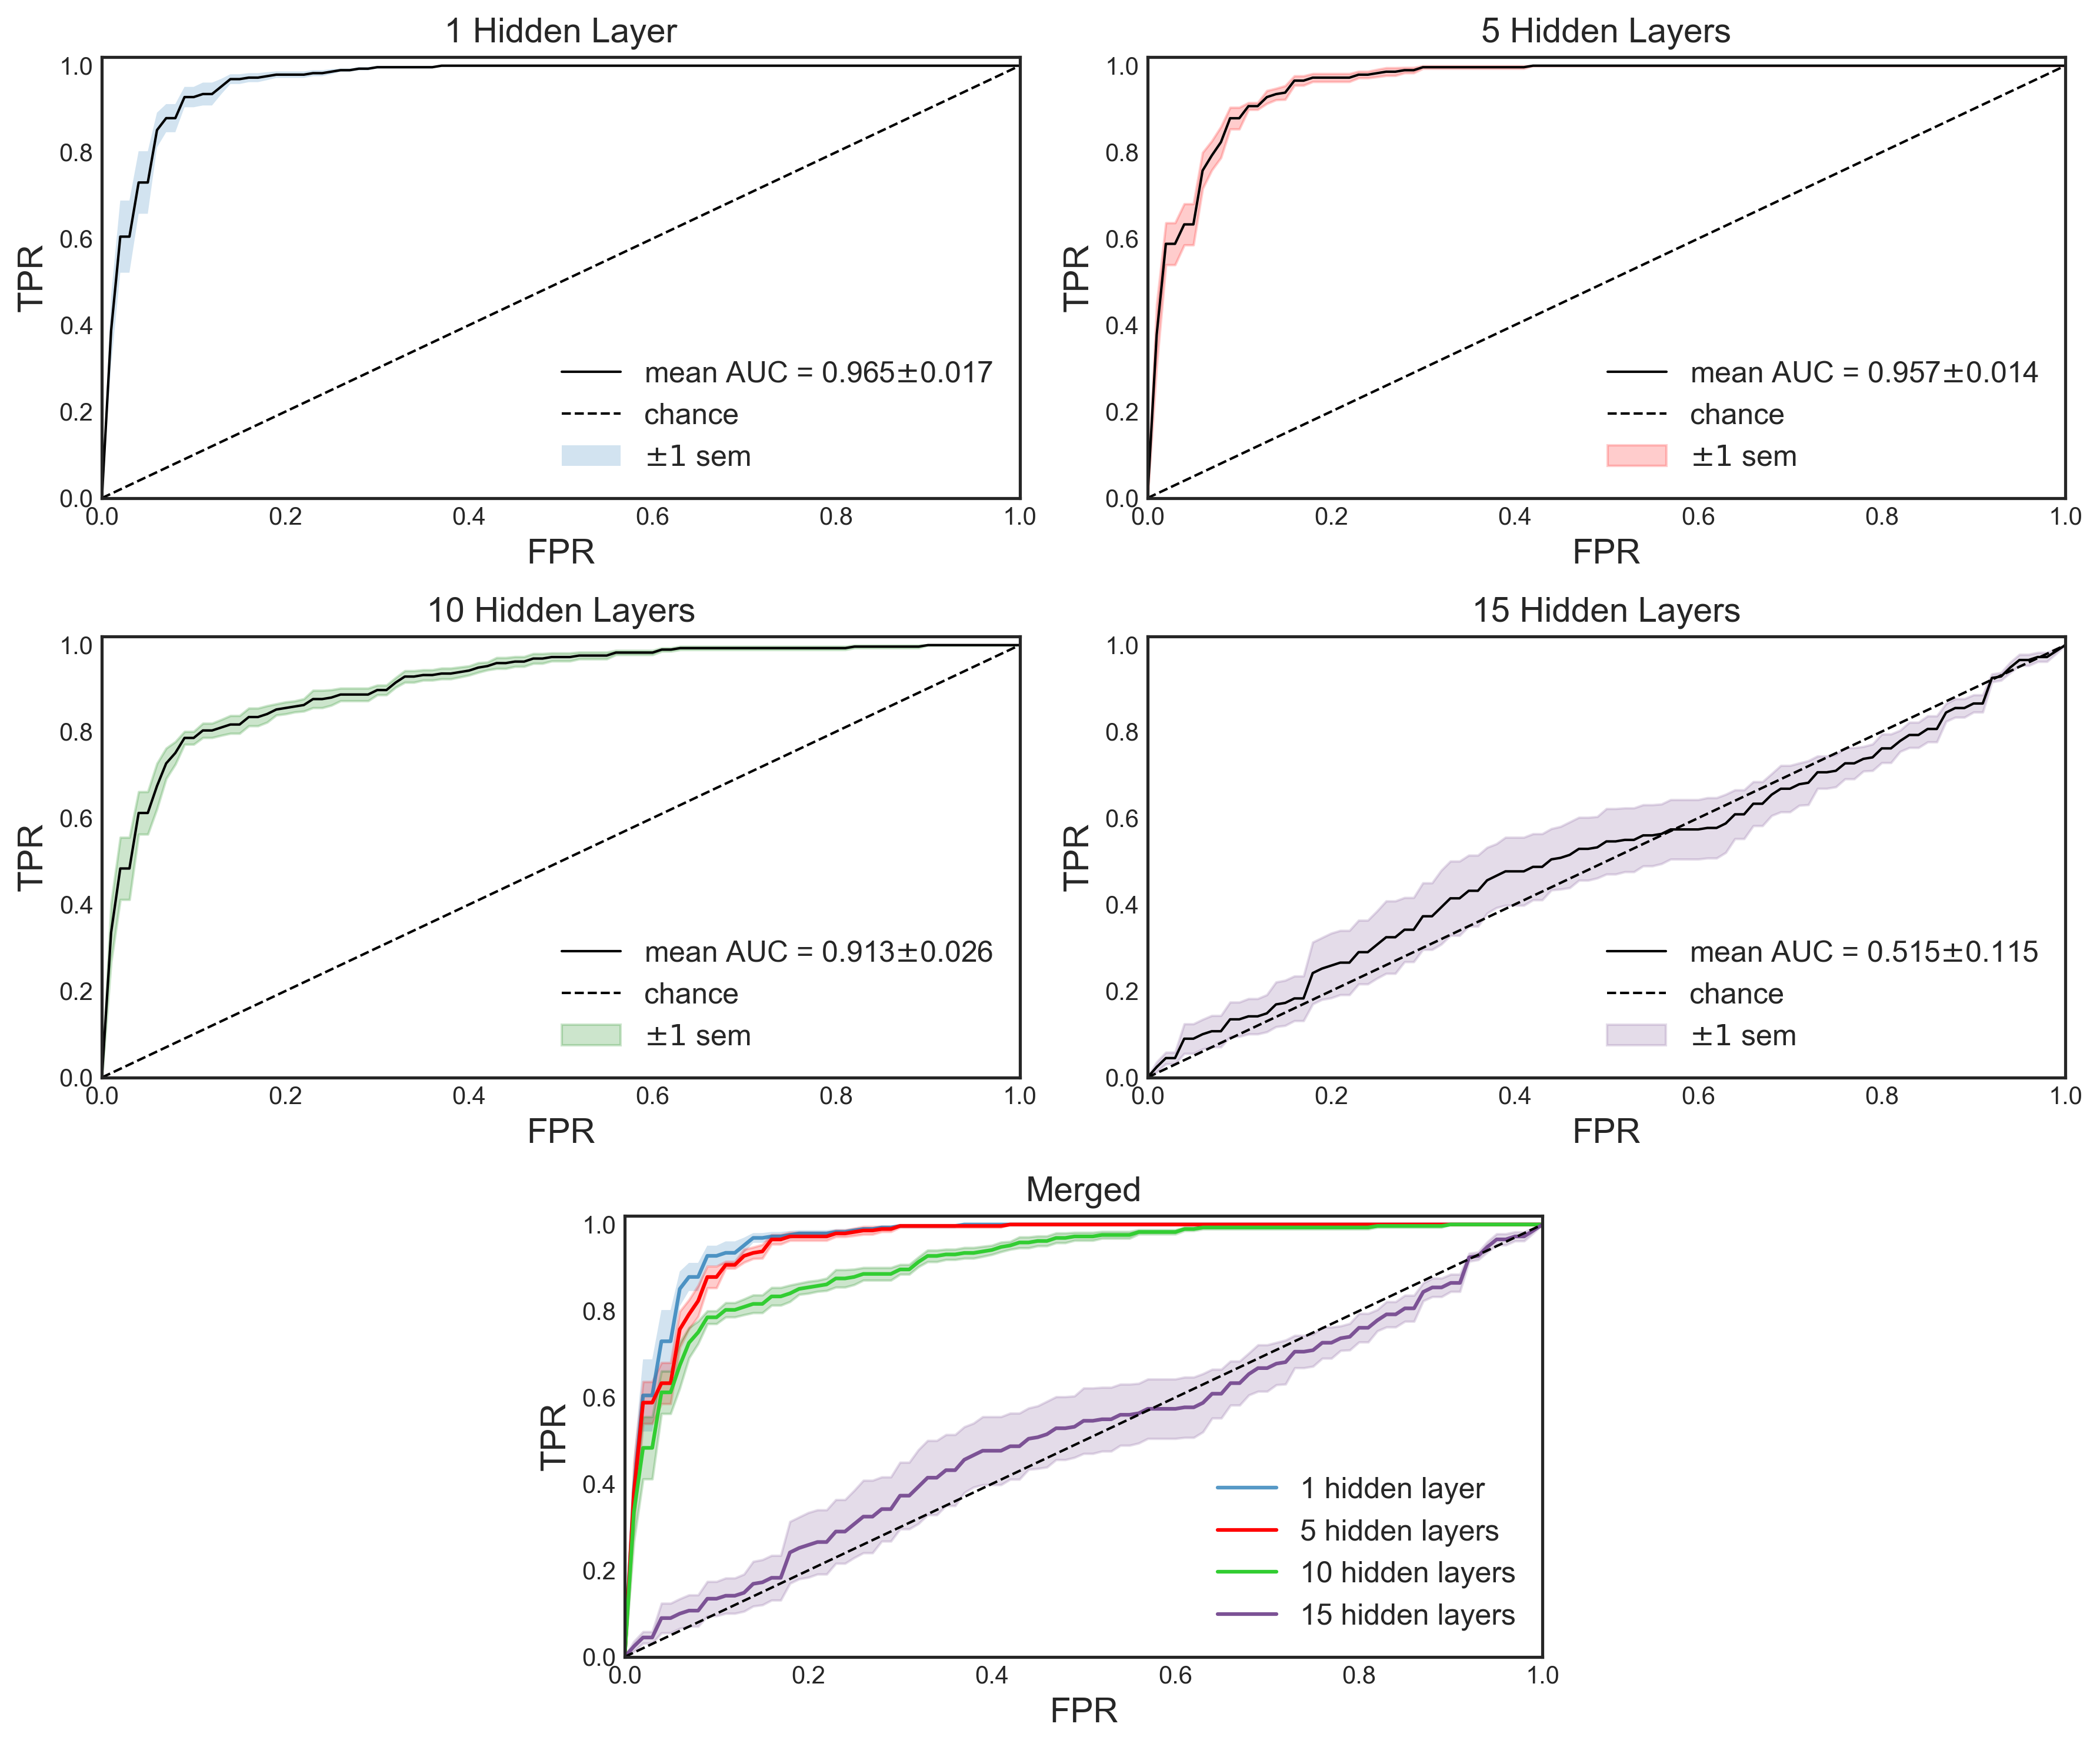 1 Hidden Layer
1.0
0.8
0.6
0.4
0.2
0.0
TPR
mean AUC = 0.965±0.017
chance
±1 sem
0.0 0.2 0.4 0.6 0.8 1.0
FPR
5 Hidden Layers
1.0
0.8
0.6
0.4
0.2
0.0
TPR
mean AUC = 0.957±0.014
chance
±1 sem
0.0 0.2 0.4 0.6 0.8 1.0
FPR
10 Hidden Layers
1.0
0.8
0.6
0.4
0.2
0.0
TPR
mean AUC = 0.913±0.026
chance
±1 sem
0.0 0.2 0.4 0.6 0.8 1.0
FPR
15 Hidden Layers
1.0
0.8
0.6
0.4
0.2
0.0
TPR
mean AUC = 0.515±0.115
chance
±1 sem
0.0 0.2 0.4 0.6 0.8 1.0
FPR
Merged
1.0
0.8
0.6
0.4
0.2
0.0
TPR
1 hidden layer
5 hidden layers
10 hidden layers
15 hidden layers
0.0 0.2 0.4 0.6 0.8 1.0
FPR